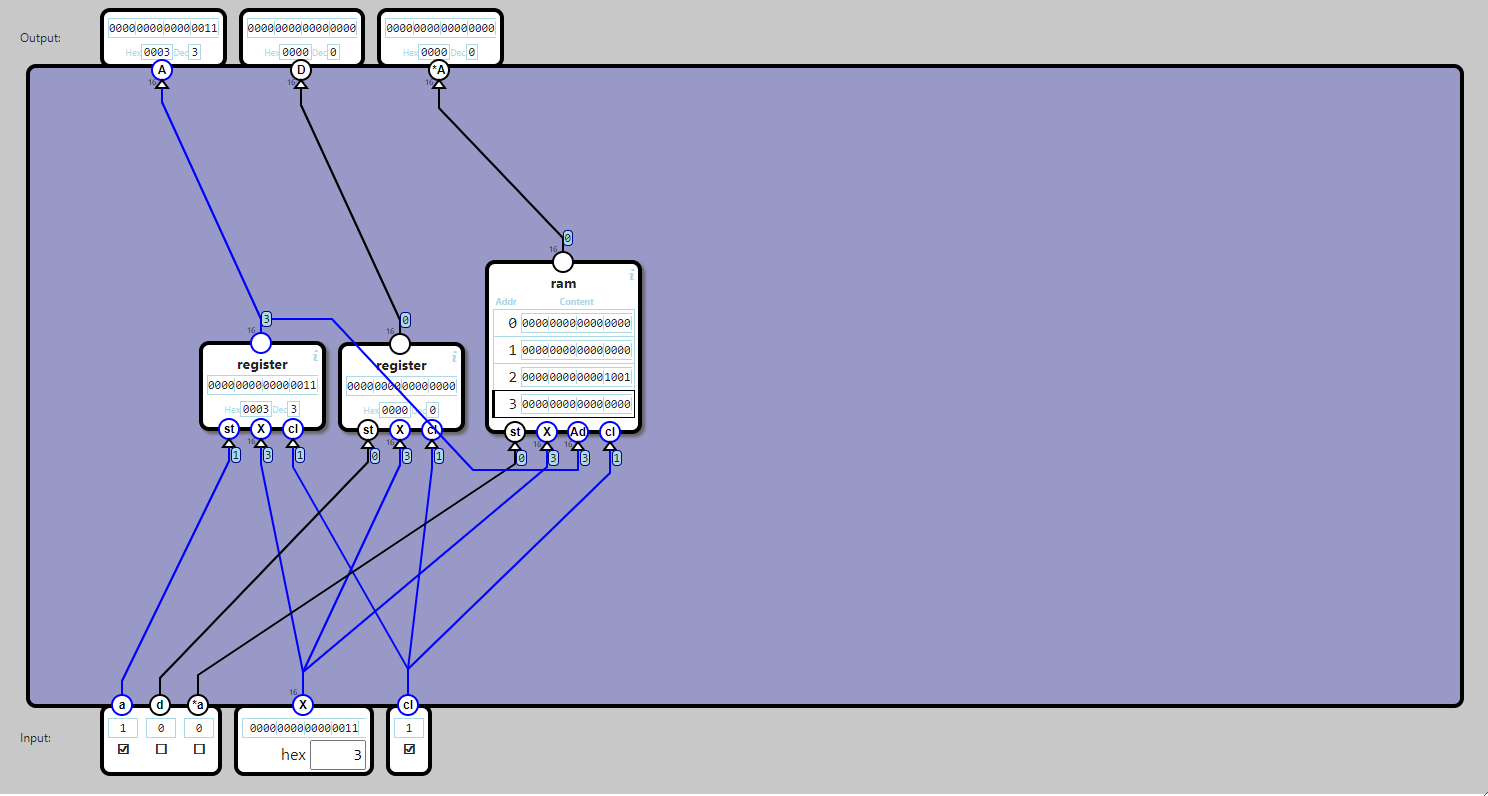 Output:
0000000000000011 0000000000000000 0000000000000000
Hex 0003 Dec 3 Hex 0000 Dec 0 Hex 0000 Dec 0
A D *A
16 16 16
0
16
i
ram
Addr Content
0 0000000000000000
1 0000000000000000
2 0000000000001001
3 0000000000000000
3 0
16 16
i i
register register
0000000000000011 0000000000000000
Hex 0003 Dec 3 Hex 0000 Dec 0
st X cl st X cl st X Ad cl
16 16 16 16
1 3 1 0 3 1 0 3 3 1
16
a d *a X cl
Input:
1 0 0 0000000000000011 1
hex 3